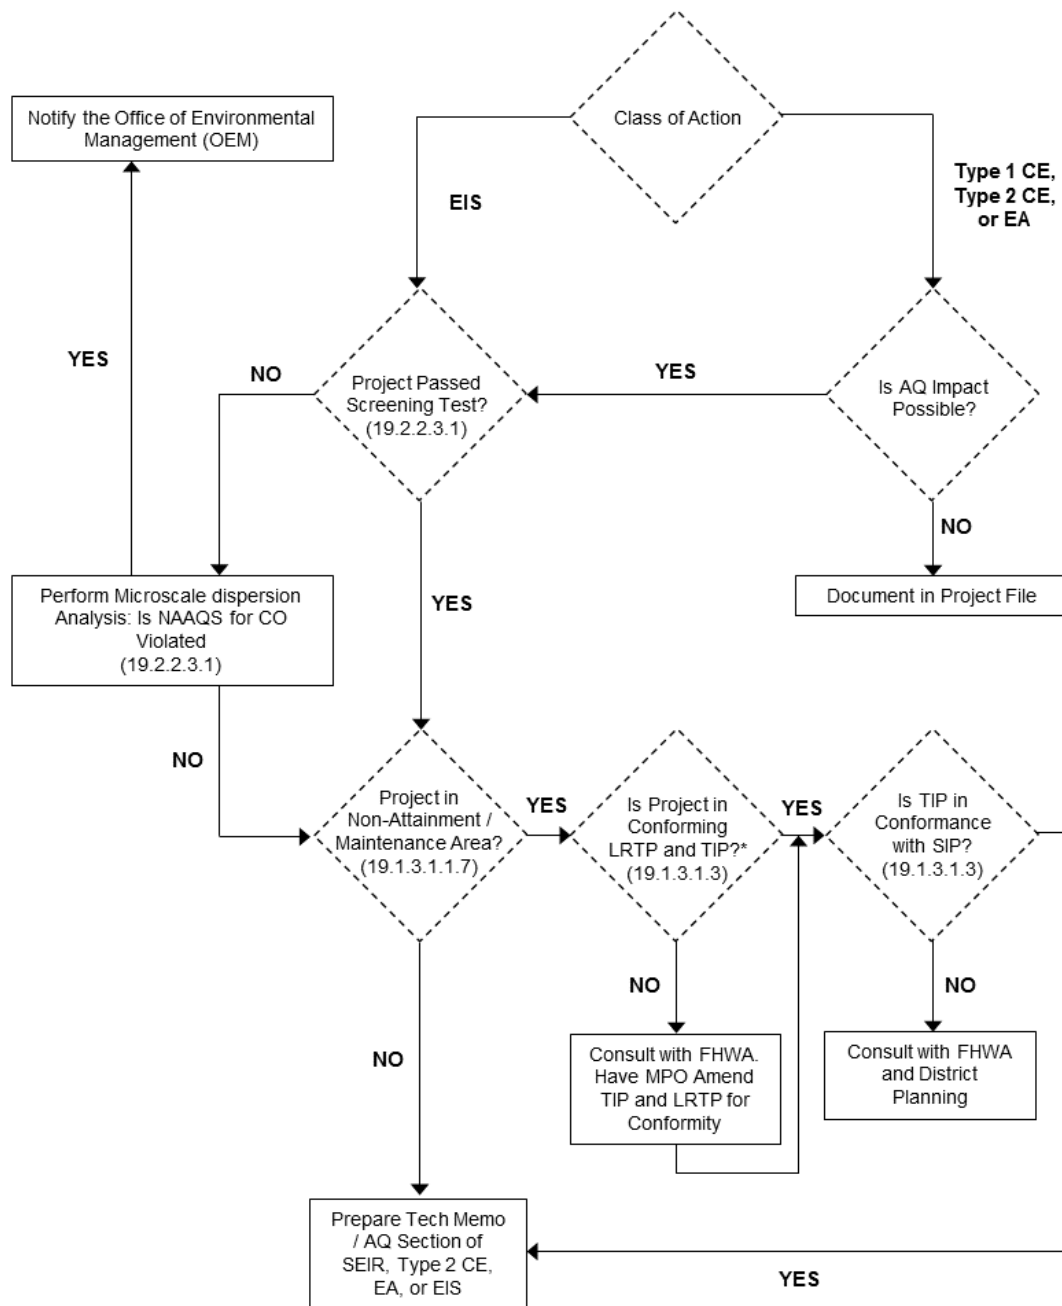 Class of Action
Notify the Office of Environmental
Management (OEM)
EIS
Type 1 CE,
Type 2 CE,
or EA
YES
NO
Project Passed
Screening Test?
(19.2.2.3.1)
YES
Is AQ Impact
Possible?
NO
Document in Project File
Perform Microscale dispersion
Analysis: Is NAAQS for CO
Violated
(19.2.2.3.1)
YES
NO
Project in
Non-Attainment /
Maintenance Area?
(19.1.3.1.1.7)
YES
Is Project in
Conforming
LRTP and TIP?*
(19.1.3.1.3)
YES
Is TIP in
Conformance
with SIP?
(19.1.3.1.3)
NO
NO
NO
Consult with FHWA.
Have MPO Amend
TIP and LRTP for
Conformity
Consult with FHWA
and District
Planning
Prepare Tech Memo
/ AQ Section of
SEIR, Type 2 CE,
EA, or EIS
YES